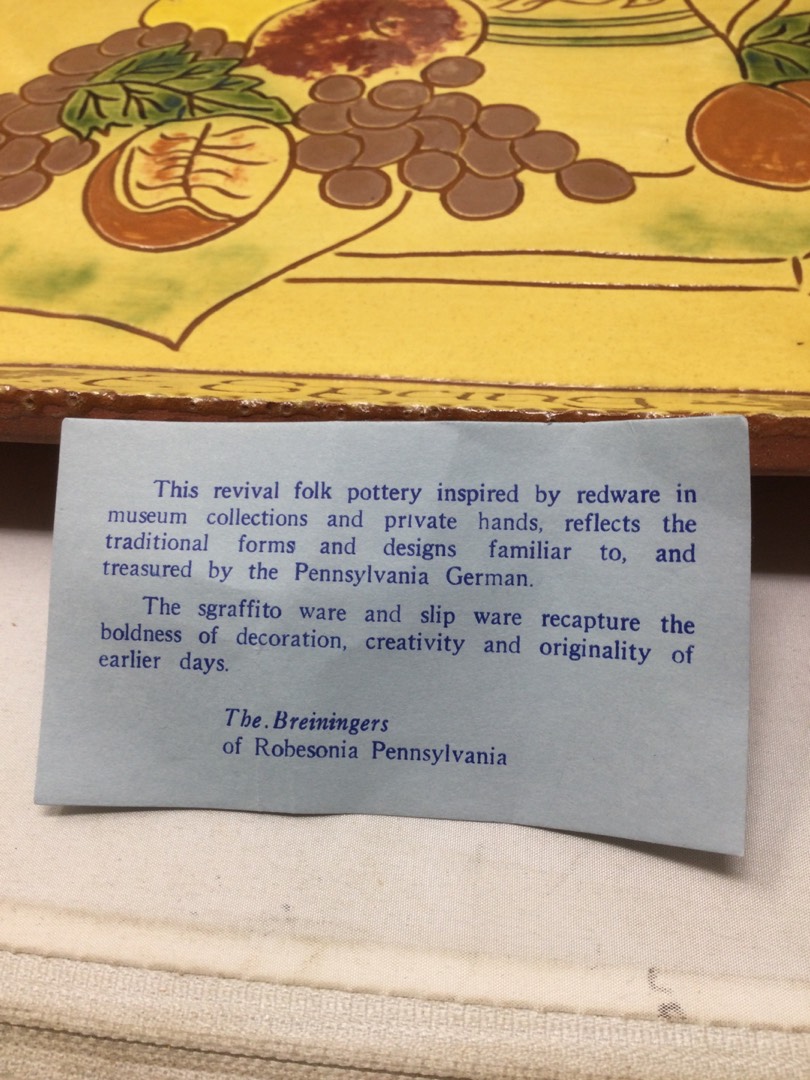 This revival folk pottery inspired by redware in
museum collections and private hands, reflects the
traditional forms and designs familiar to, and
treasured by the Pennsylvania German.
The sgraffito ware and slip ware recapture the
boldness of decoration, creativity and originality of
earlier days.
The Breiningers
of Robesonia Pennsylvania